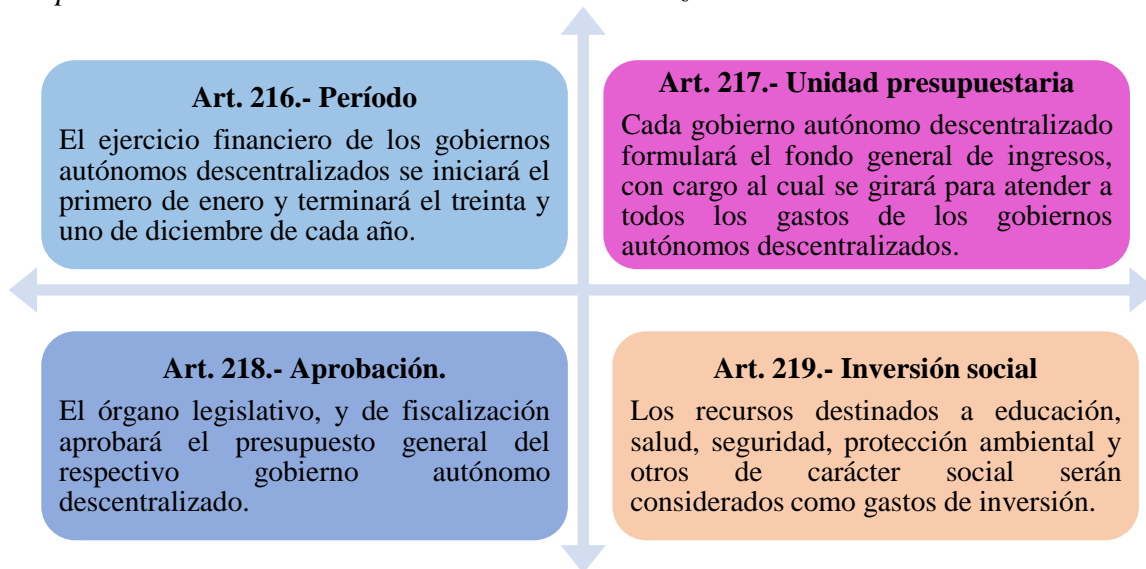 Art. 216.- Período
El ejercicio financiero de los gobiernos
autónomos descentralizados se iniciará el
primero de enero y terminará el treinta y
uno de diciembre de cada año.
Art. 217.- Unidad presupuestaria
Cada gobierno autónomo descentralizado
formulará el fondo general de ingresos,
con cargo al cual se girará para atender a
todos los gastos de los gobiernos
autónomos descentralizados.
Art. 218.- Aprobación.
El órgano legislativo, y de fiscalización
aprobará el presupuesto general del
respectivo gobierno autónomo
descentralizado.
Art. 219.- Inversión social
Los recursos destinados a educación,
salud, seguridad, protección ambiental y
otros de carácter social serán
considerados como gastos de inversión.